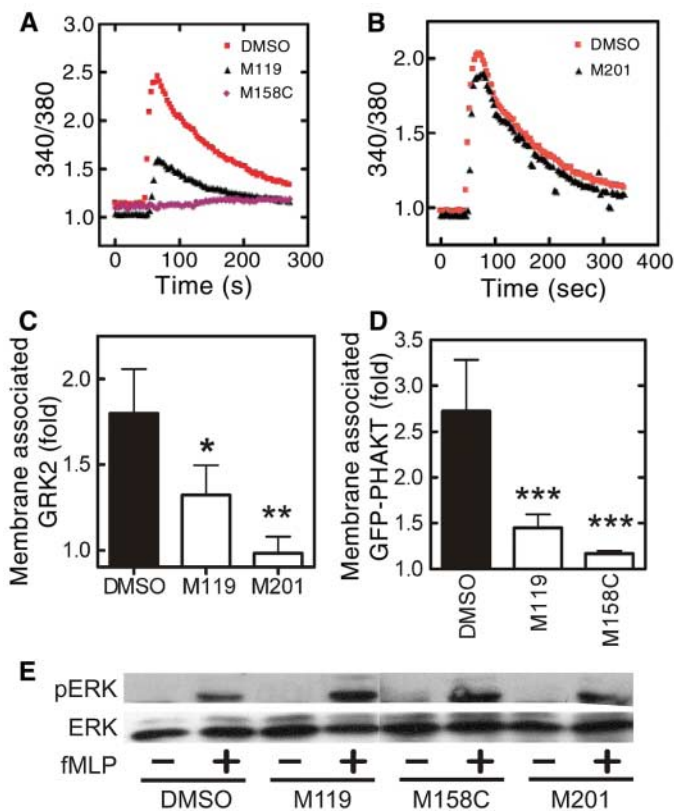 A
DMSO
M119
M158C
340/380
2.5
2.0
1.5
1.0
0 100 200 300
Time (s)
B
DMSO
M201
340/380
2.0
1.5
1.0
0 100 200 300 400
Time (sec)
C
Membrane associated
GRK2 (fold)
2.0
1.5
1.0
*
**
DMSO M119 M201
D
Membrane associated
GFP-PHAKT (fold)
3.5
3.0
2.5
2.0
1.5
1.0
***
***
DMSO
M119
M158C
E
pERK
ERK
fMLP − + − + − + − +
DMSO M119 M158C M201